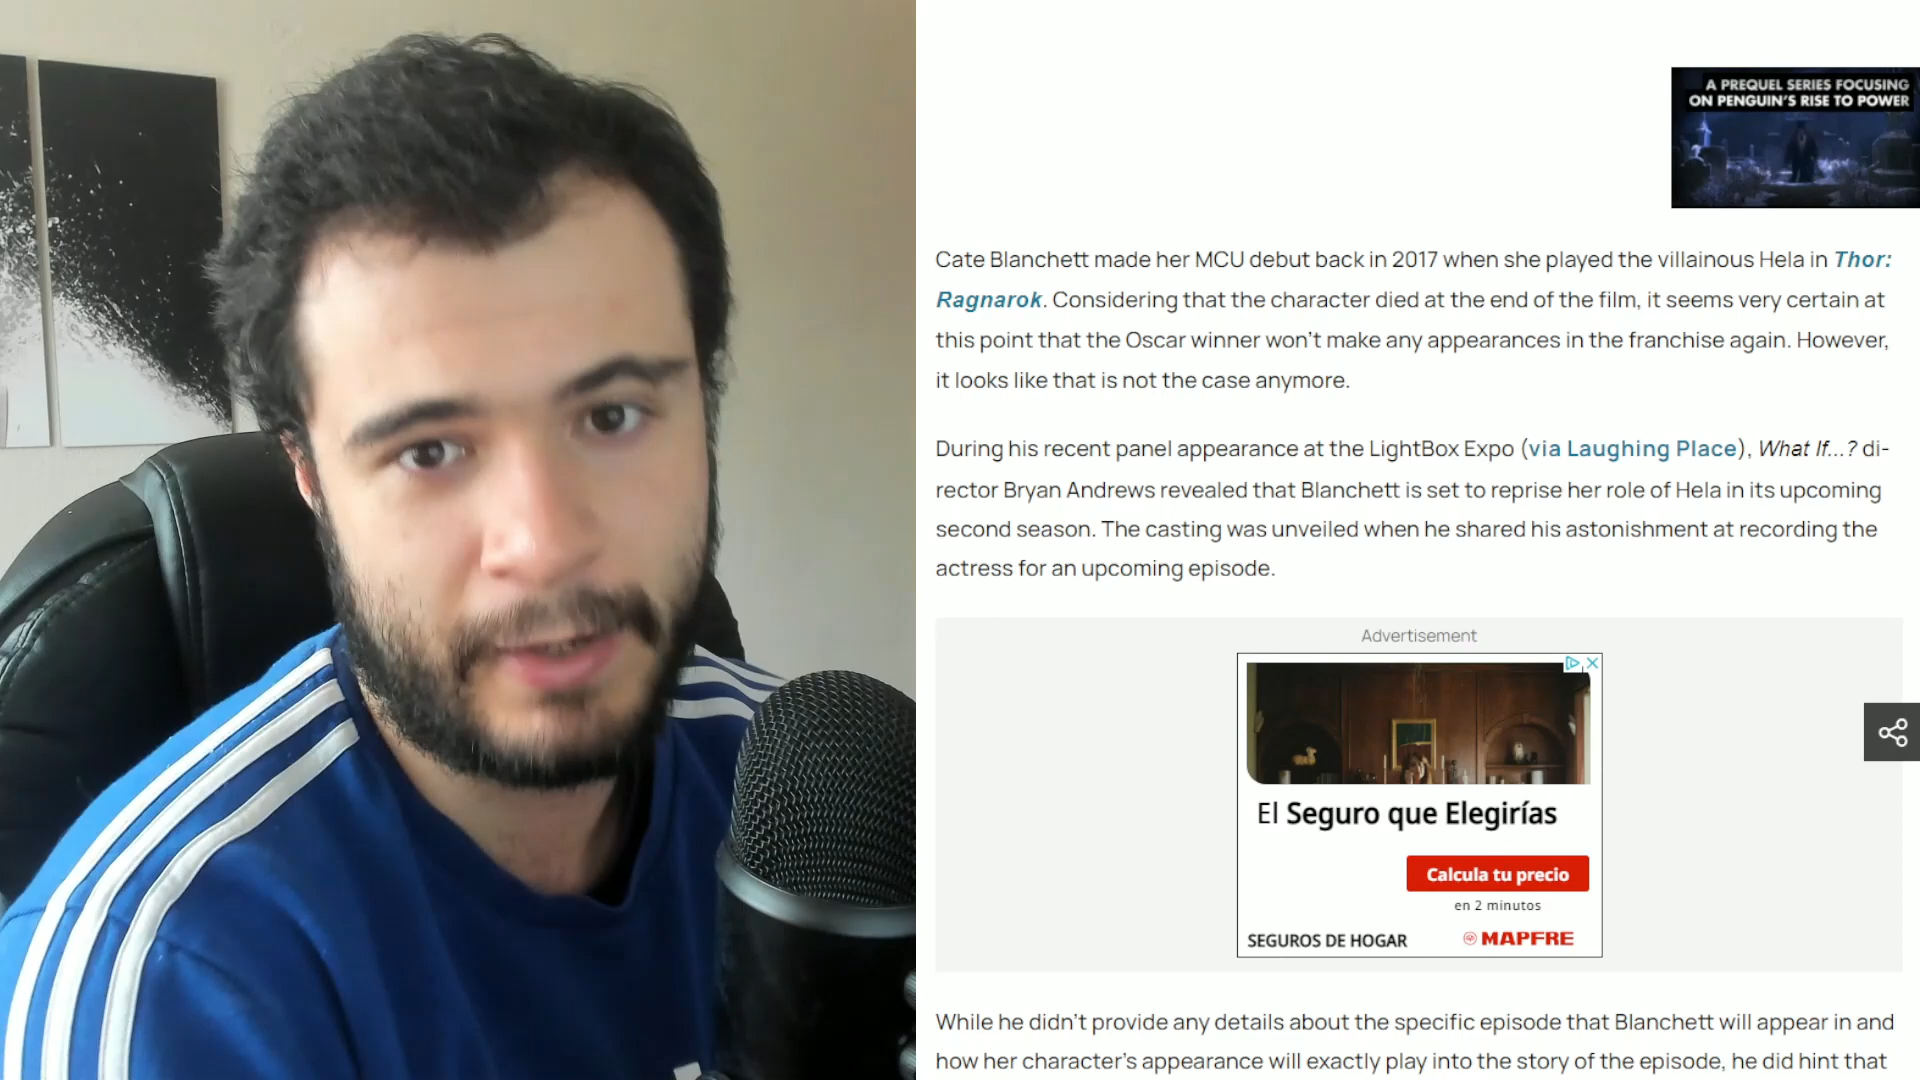 A PREQUEL SERIES FOCUSING
ON PENGUIN'S RISE TO POWER
Cate Blanchett made her MCU debut back in 2017 when she played the villainous Hela in Thor:
Ragnarok. Considering that the character died at the end of the film, it seems very certain at
this point that the Oscar winner won't make any appearances in the franchise again. However,
it looks like that is not the case anymore.
During his recent panel appearance at the LightBox Expo (via Laughing Place), What If...? di-
rector Bryan Andrews revealed that Blanchett is set to reprise her role of Hela in its upcoming
second season. The casting was unveiled when he shared his astonishment at recording the
actress for an upcoming episode.
Advertisement
El Seguro que Elegirías
Calcula tu precio
en 2 minutos
SEGUROS DE HOGAR
MAPFRE
While he didn't provide any details about the specific episode that Blanchett will appear in and
how her character's appearance will exactly play into the story of the episode, he did hint that